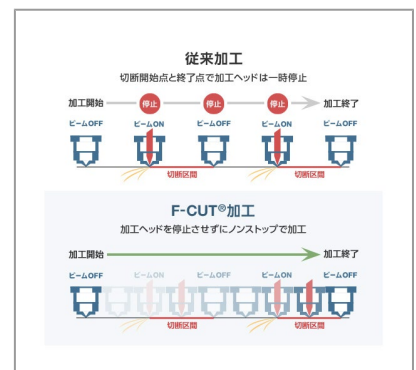 従来加工
切断開始点と終了点で加工ヘッドは一時停止
加工開始 停止 停止 停止 加工終了
ビームOFF ビームON ビームOFF ビームON ビームOFF
切断区間 切断区間
F-CUT®加工
加工ヘッドを停止させずにノンストップで加工
加工開始 加工終了
ビームOFF ビームON ビームOFF ビームON ビームOFF
切断区間 切断区間